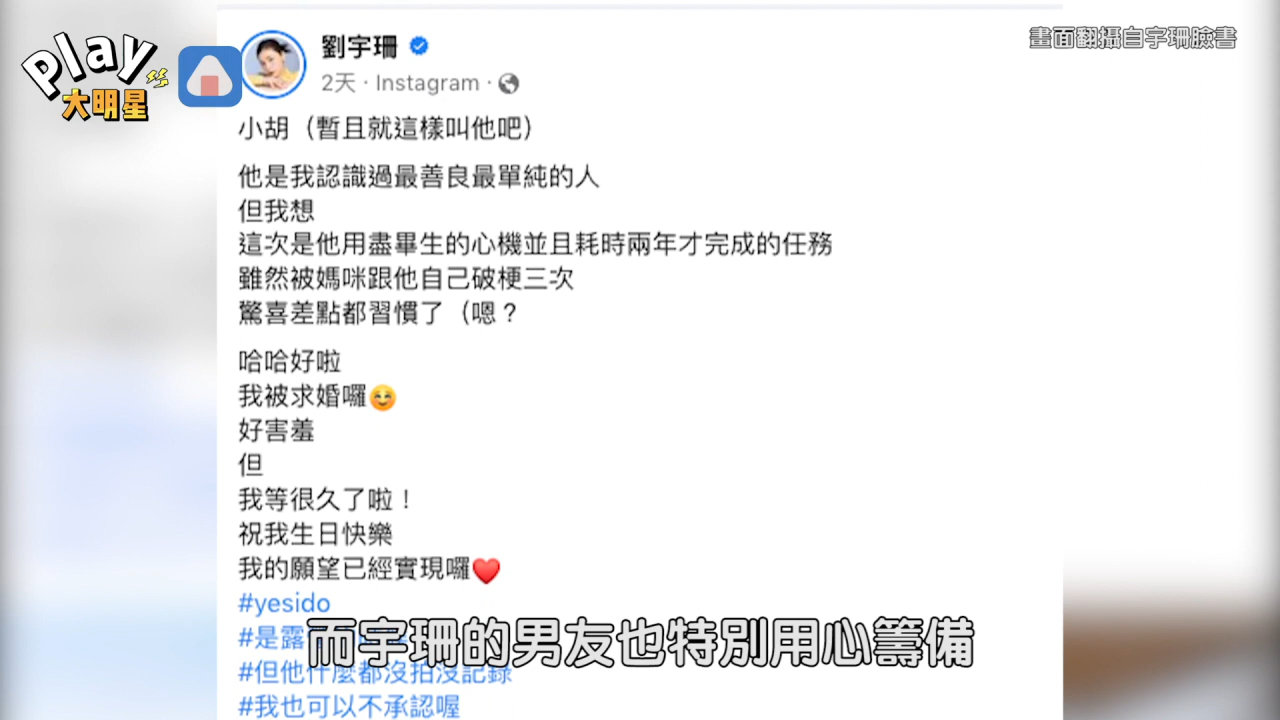 Play
大明星
劉宇珊
2天 · Instagram ·
畫面翻攝自宇珊臉書
小胡（暫且就這樣叫他吧）
他是我認識過最善良最單純的人
但我想
這次是他用盡畢生的心機並且耗時兩年才完成的任務
雖然被媽咪跟他自己破梗三次
驚喜差點都習慣了（嗯？
哈哈好啦
我被求婚囉😊
好害羞
但
我等很久了啦！
祝我生日快樂
我的願望已經實現囉❤️
#yesido
#是露
而宇珊的男友也特別用心籌備
#但他什麼都沒拍沒記錄
#我也可以不承認喔